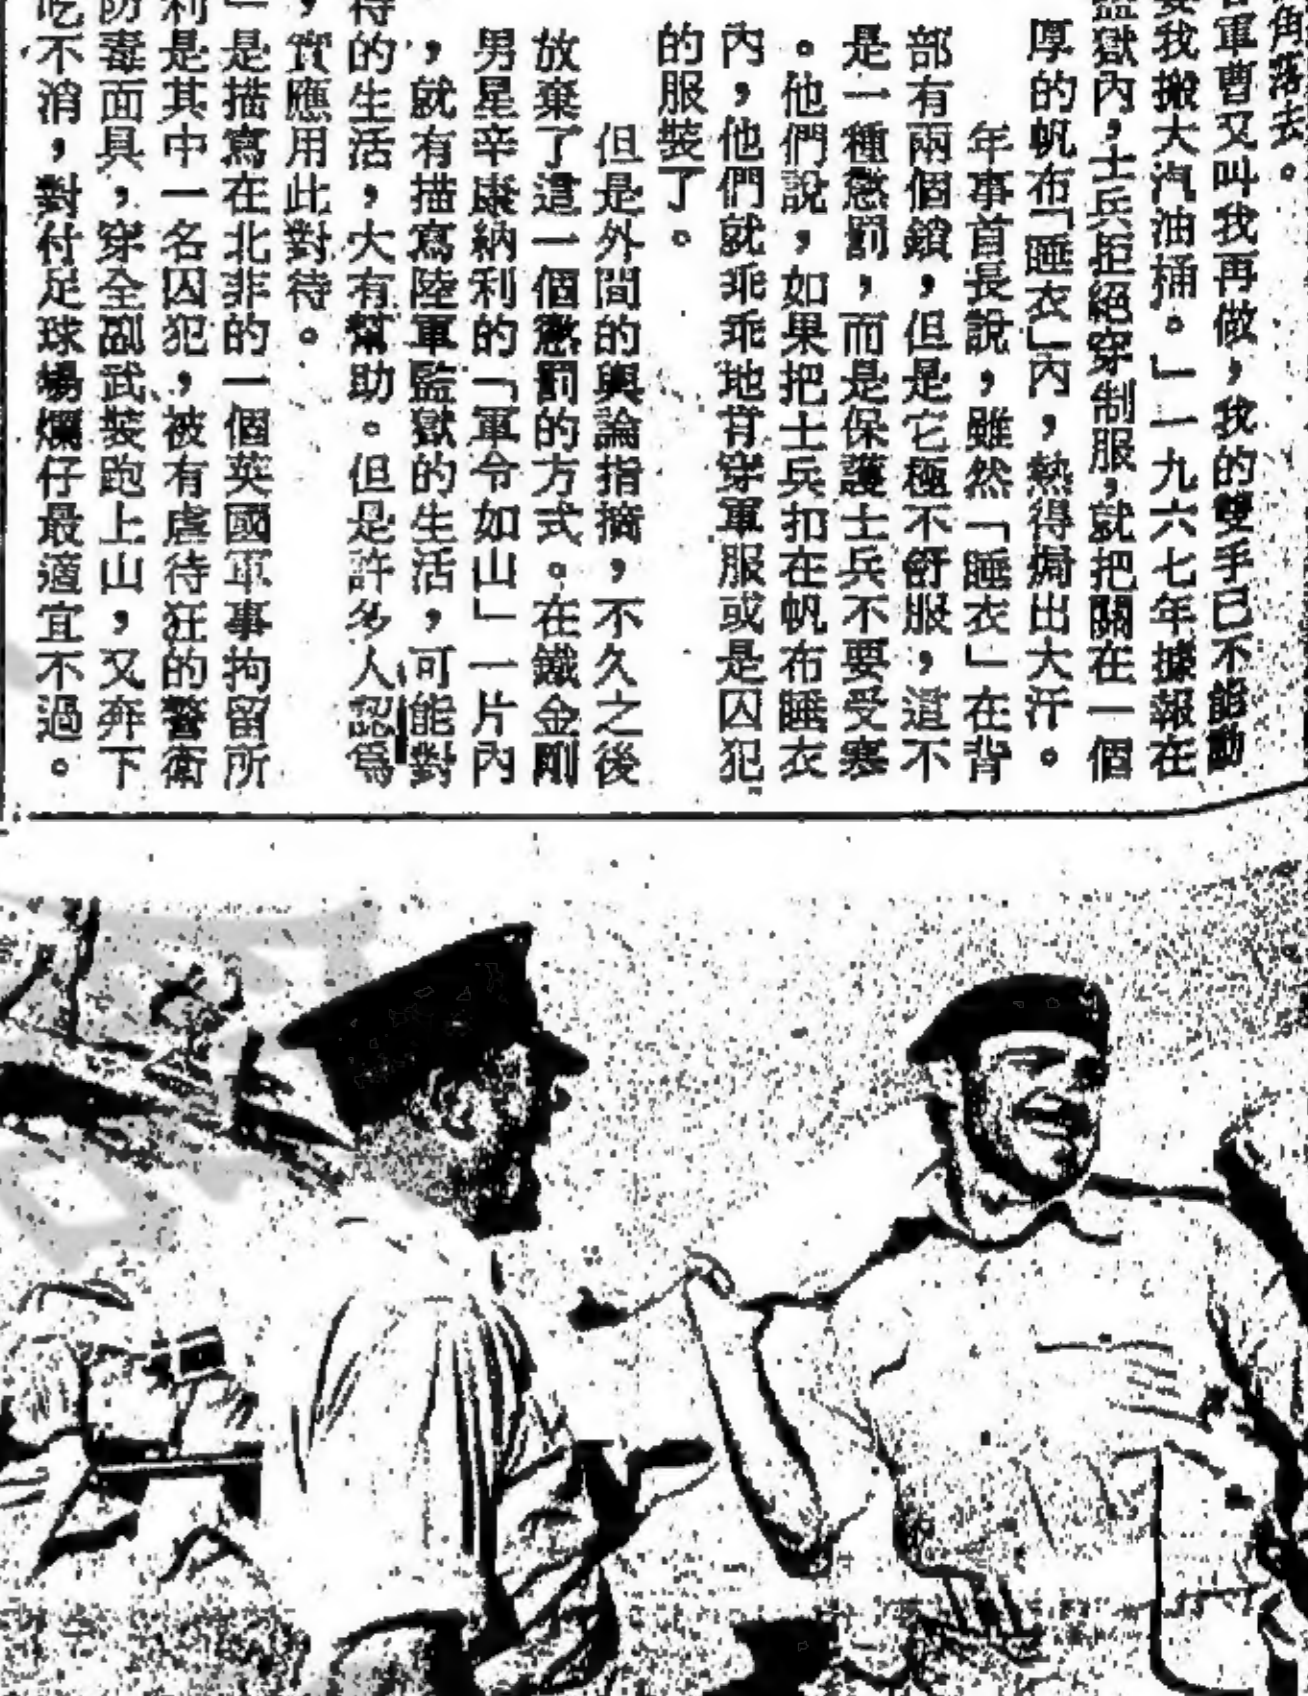 角落去。
軍曹又叫我再做，我的雙手已不能動
我搬大汽油桶。」一九六七年據報在
監獄內，士兵拒絕穿制服，就把關在一個
厚的帆布「睡衣」內，熱得焗出大汗。
年事首長說，雖然「睡衣」在背
部有兩個鎖，但是它極不舒服，這不
是一種懲罰，而是保護士兵不要受寒
。他們說，如果把士兵扣在帆布睡衣
內，他們就乖乖地肯穿軍服或是囚犯
的服裝了。
但是外間的輿論指摘，不久之後
放棄了這一個懲罰的方式。在鐵金剛
男星辛康納利的「軍令如山」一片內
，就有描寫陸軍監獄的生活，可能對
待的生活，大有幫助。但是許多人認爲
，實應用此對待。
」是描寫在北非的一個英國軍事拘留所
利是其中一名囚犯，被有虐待狂的警衛
防毒面具，穿全副武裝跑上山，又奔下
吃不消，對付足球場爛仔最適宜不過。